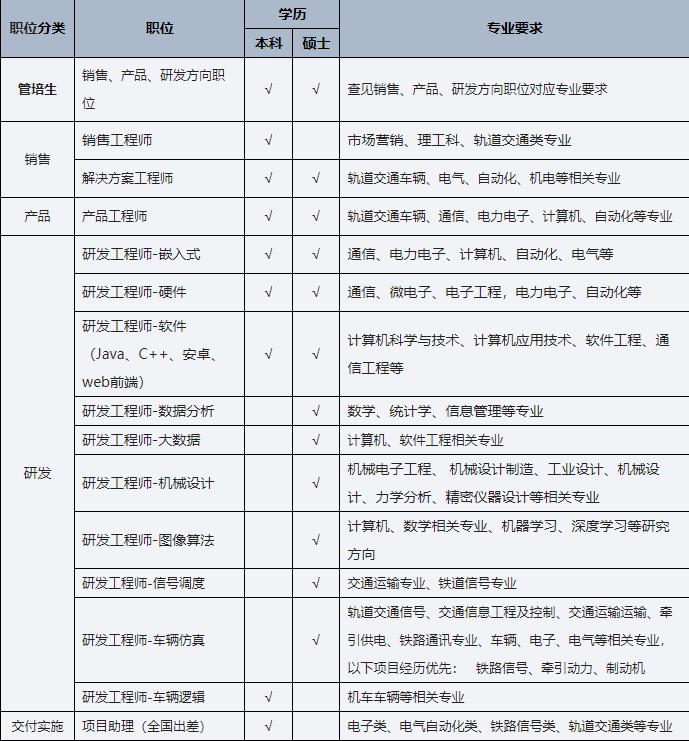 职位分类
职位
学历
本科
硕士
专业要求
管培生
销售、产品、研发方向职
位
√
√
查见销售、产品、研发方向职位对应专业要求
销售
销售工程师
√
市场营销、理工科、轨道交通类专业
解决方案工程师
√
√
轨道交通车辆、电气、自动化、机电等相关专业
产品
产品工程师
√
√
轨道交通车辆、通信、电力电子、计算机、自动化等专业
研发
研发工程师-嵌入式
√
√
通信、电力电子、计算机、自动化、电气等
研发工程师-硬件
√
√
通信、微电子、电子工程，电力电子、自动化等
研发工程师-软件
（Java、C++、安卓、
web前端）
√
√
计算机科学与技术、计算机应用技术、软件工程、通
信工程等
研发工程师-数据分析
√
数学、统计学、信息管理等专业
研发工程师-大数据
√
计算机、软件工程相关专业
研发工程师-机械设计
√
机械电子工程、 机械设计制造、工业设计、机械设
计、力学分析、精密仪器设计等相关专业
研发工程师-图像算法
√
计算机、数学相关专业、机器学习、深度学习等研究
方向
研发工程师-信号调度
√
交通运输专业、铁道信号专业
研发工程师-车辆仿真
√
轨道交通信号、交通信息工程及控制、交通运输运输、牵
引供电、铁路通讯专业、车辆、电子、电气等相关专业，
以下项目经历优先： 铁路信号、牵引动力、制动机
研发工程师-车辆逻辑
√
机车车辆等相关专业
交付实施
项目助理（全国出差）
√
电子类、电气自动化类、铁路信号类、轨道交通类等专业